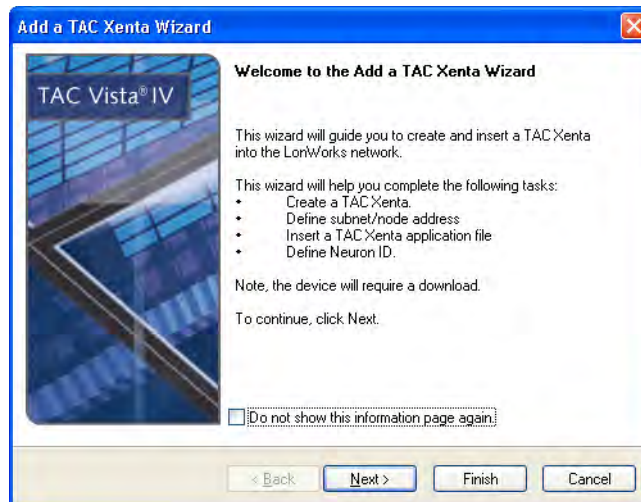 Add a TAC Xenta Wizard
TAC Vista® IV
Welcome to the Add a TAC Xenta Wizard
This wizard will guide you to create and insert a TAC Xenta
into the LonWorks network.
This wizard will help you complete the following tasks:
• Create a TAC Xenta.
• Define subnet/node address
• Insert a TAC Xenta application file
• Define Neuron ID.
Note, the device will require a download.
To continue, click Next.
Do not show this information page again.
< Back Next > Finish Cancel